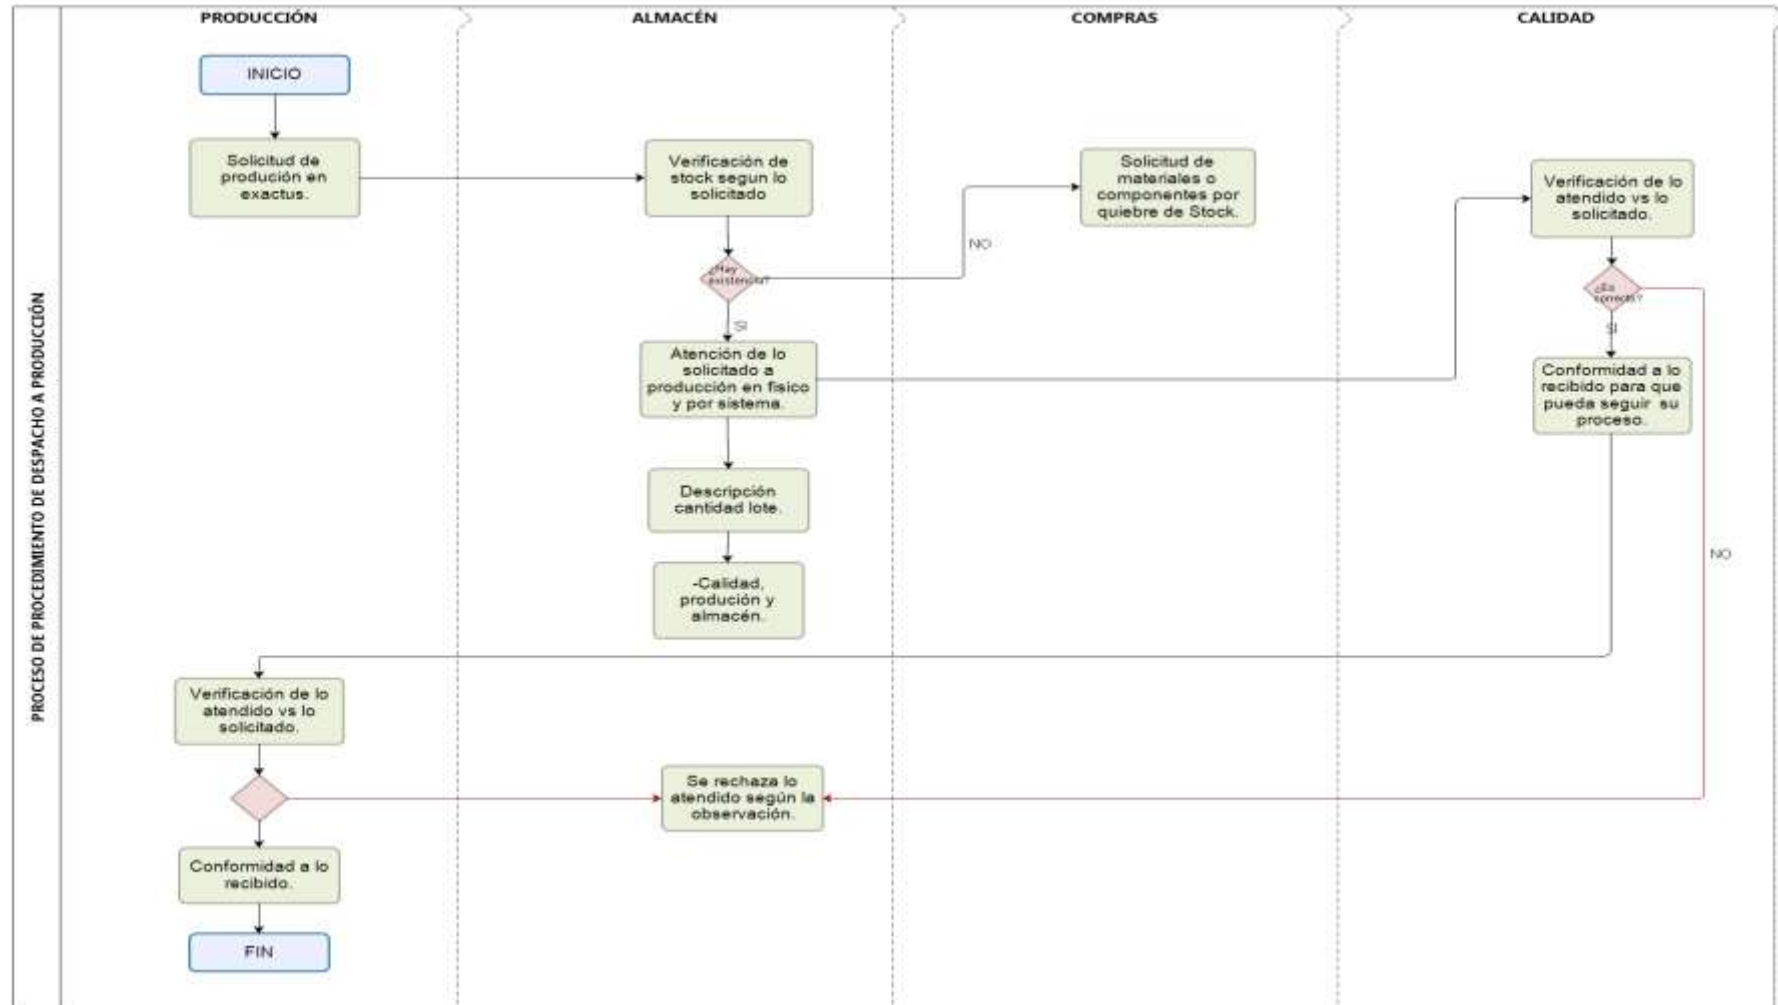 PRODUCCIÓN
ALMACÉN
COMPRAS
CALIDAD
PROCESO DE PROCEDIMIENTO DE DESPACHO A PRODUCCIÓN
INICIO
Solicitud de
produción en
exactus.
Verificación de
stock segun lo
solicitado
¿Hay
existencia?
NO
SI
Solicitud de
materiales o
componentes por
quiebre de Stock.
Verificación de lo
atendido vs lo
solicitado.
¿Es
correcto?
SI
NO
Atención de lo
solicitado a
producción en fisico
y por sistema.
Conformidad a lo
recibido para que
pueda seguir su
proceso.
Descripción
cantidad lote.
-Calidad,
produción y
almacén.
Verificación de lo
atendido vs lo
solicitado.
Se rechaza lo
atendido según la
observación.
Conformidad a lo
recibido.
FIN